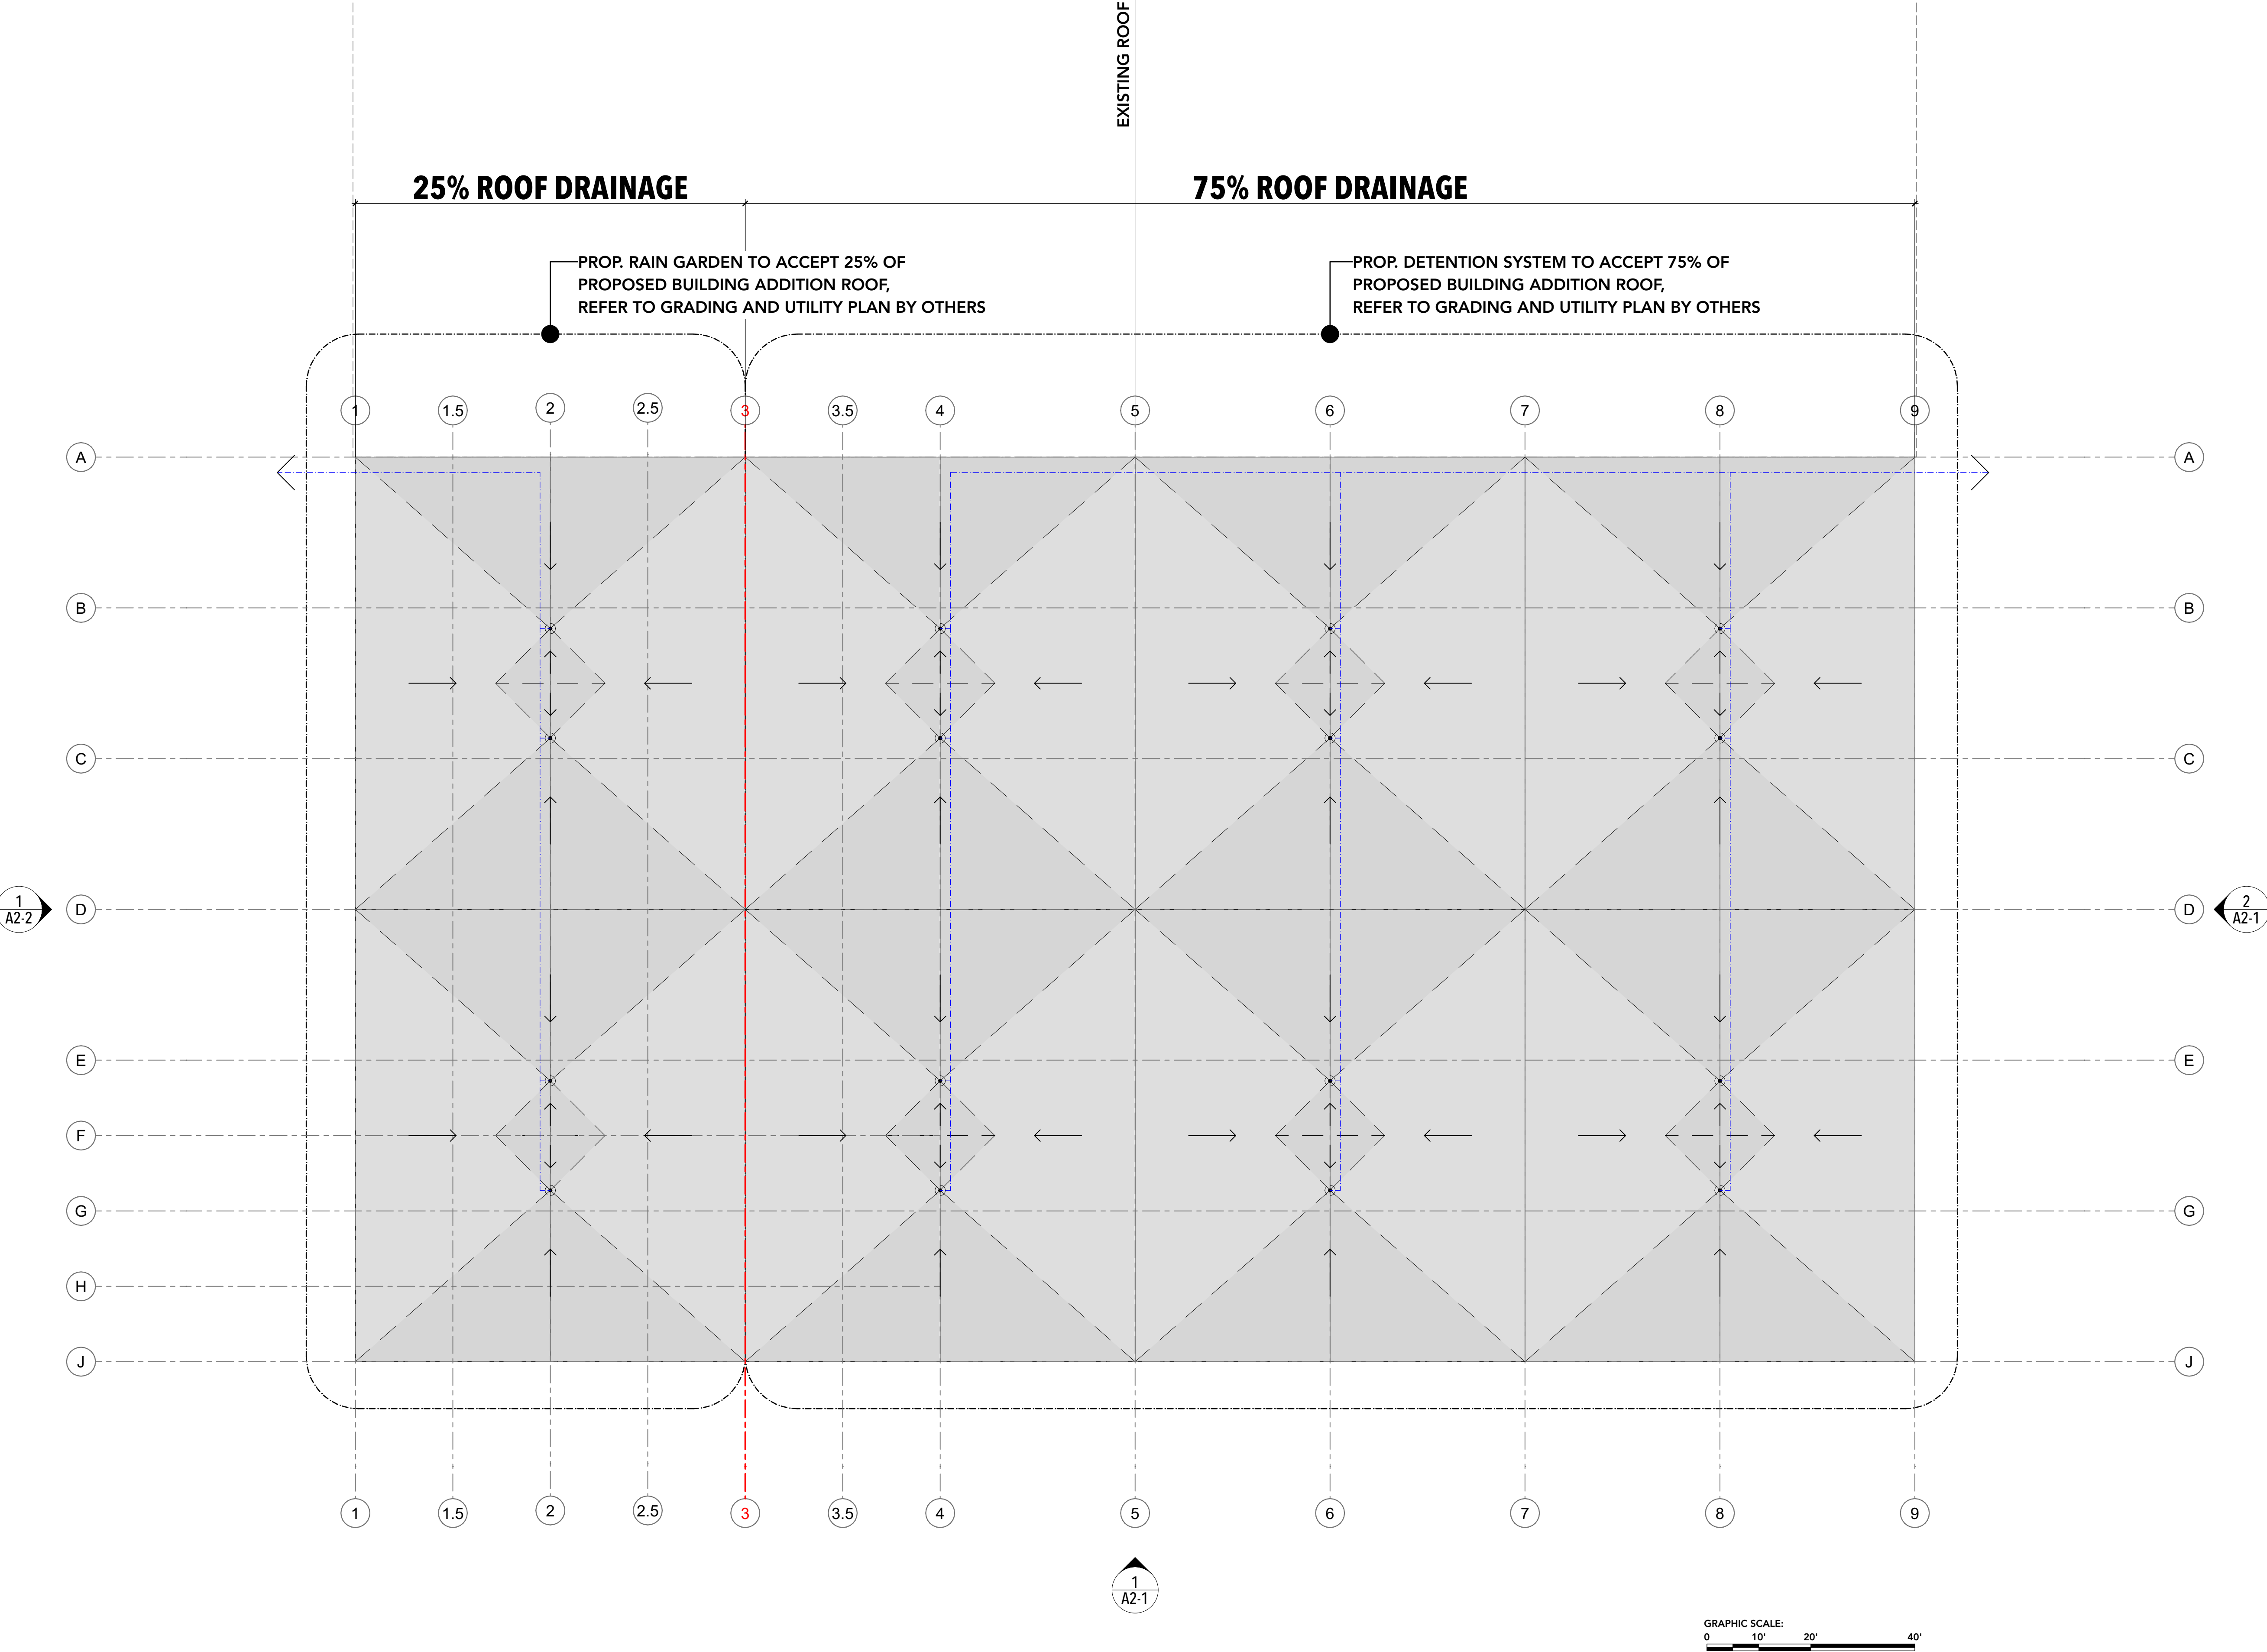 EXISTING ROOF
25% ROOF DRAINAGE
75% ROOF DRAINAGE
PROP. RAIN GARDEN TO ACCEPT 25% OF
PROPOSED BUILDING ADDITION ROOF,
REFER TO GRADING AND UTILITY PLAN BY OTHERS
PROP. DETENTION SYSTEM TO ACCEPT 75% OF
PROPOSED BUILDING ADDITION ROOF,
REFER TO GRADING AND UTILITY PLAN BY OTHERS
1 1.5 2 2.5 3 3.5 4 5 6 7 8 9
A A
B B
C C
1
A2-2
D D
2
A2-1
E E
F
G G
H
J J
1 1.5 2 2.5 3 3.5 4 5 6 7 8 9
1
A2-1
GRAPHIC SCALE:
0 10' 20' 40'